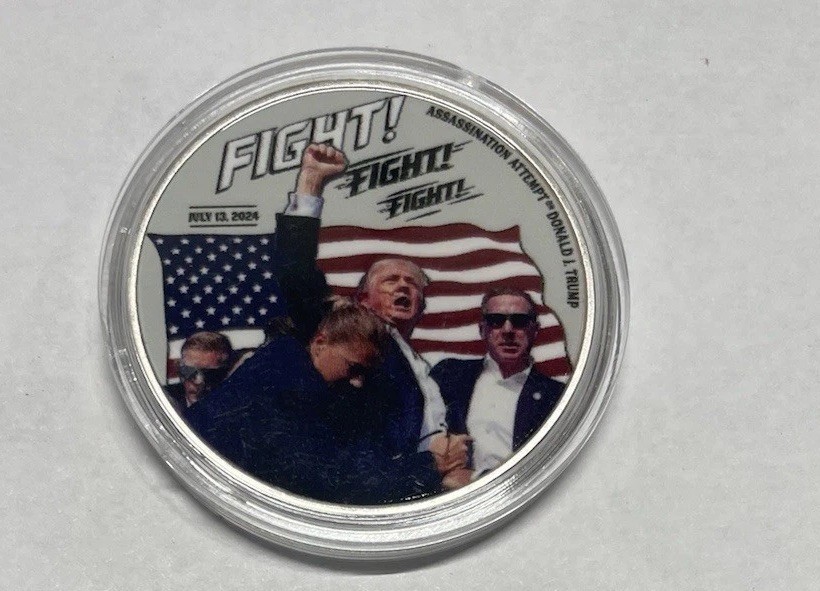 FIGHT!
FIGHT!
FIGHT!
JULY 13, 2024
ASSASSINATION ATTEMPT ON DONALD J. TRUMP